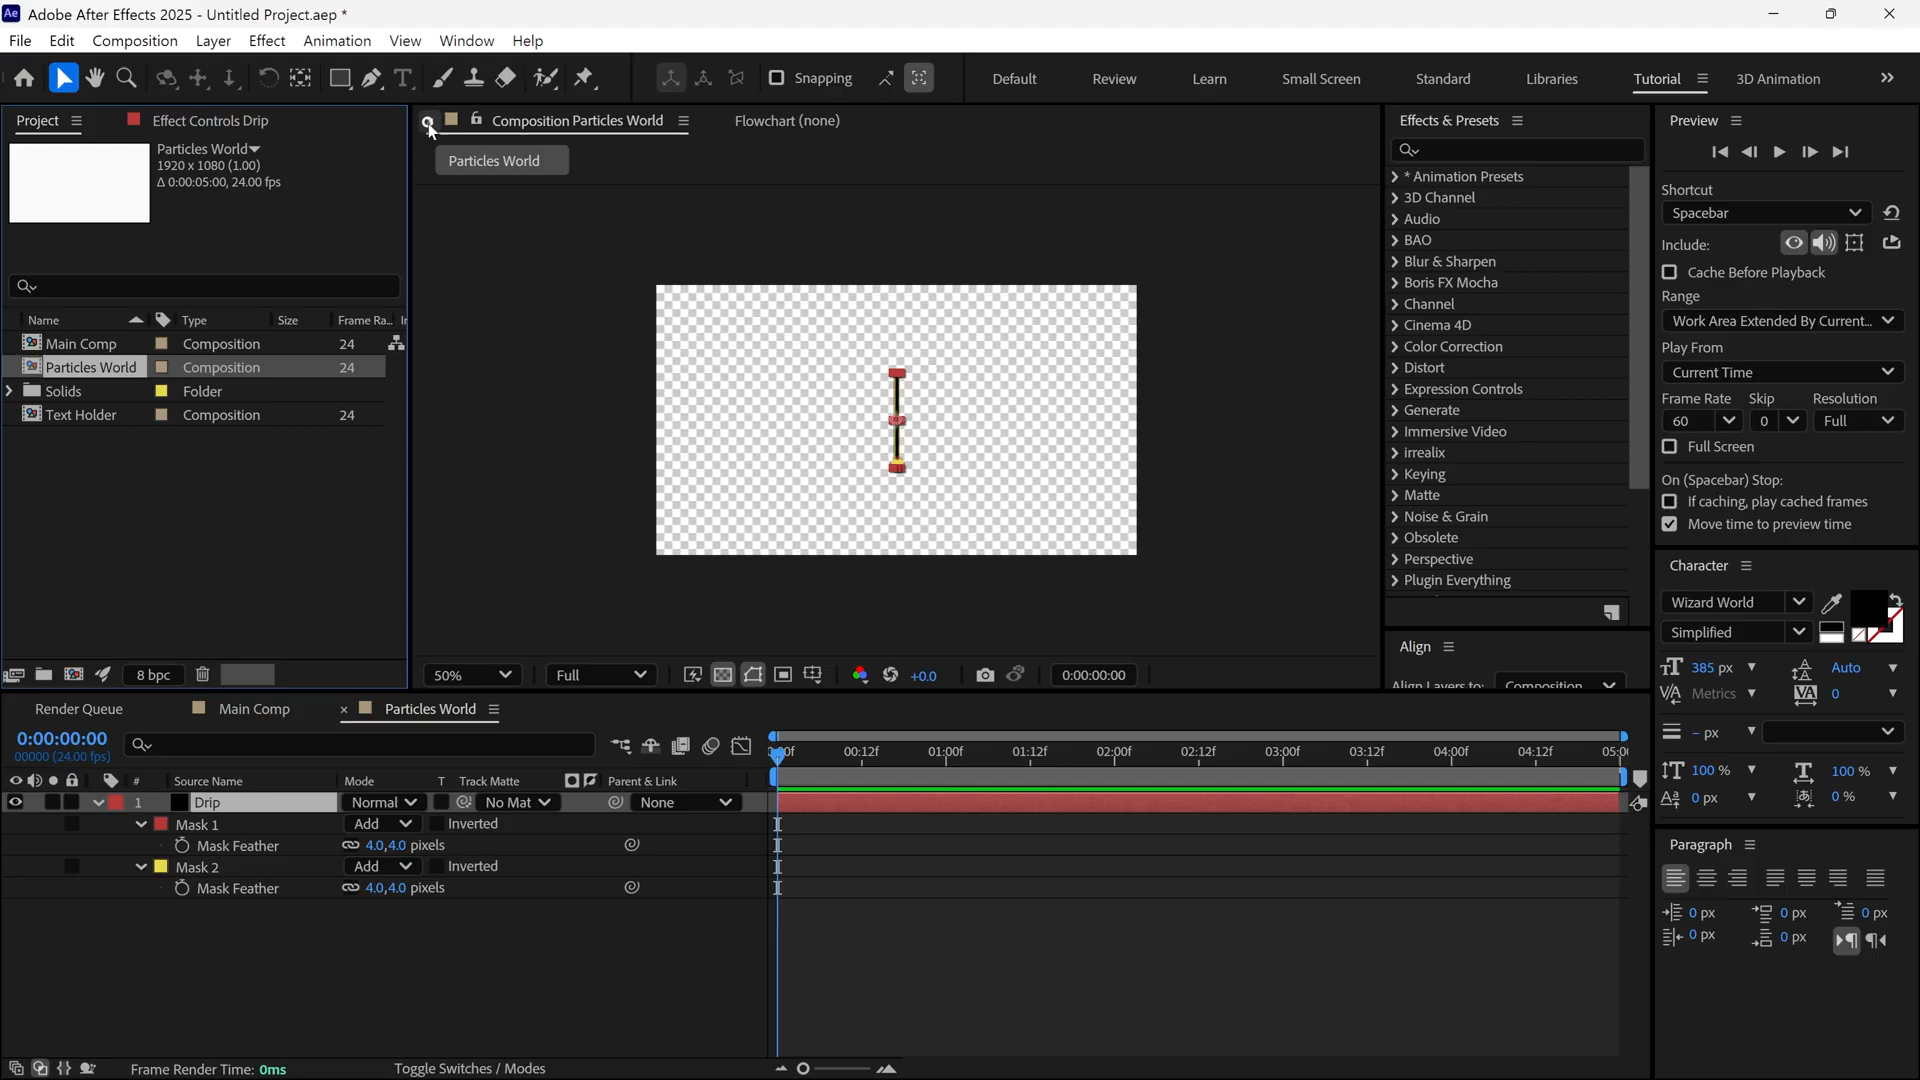 Ae Adobe After Effects 2025 - Untitled Project.aep *
File Edit Composition Layer Effect Animation View Window Help
Snapping
Default Review Learn Small Screen Standard Libraries Tutorial 3D Animation
Project Effect Controls Drip
Particles World
1920 x 1080 (1.00)
Δ 0:00:05:00, 24.00 fps
Name Type Size Frame Ra...
Main Comp Composition 24
Particles World Composition 24
Solids Folder
Text Holder Composition 24
8 bpc
Composition Particles World Flowchart (none)
Particles World
50% Full +0.0 0:00:00:00
Effects & Presets
* Animation Presets
3D Channel
Audio
BAO
Blur & Sharpen
Boris FX Mocha
Channel
Cinema 4D
Color Correction
Distort
Expression Controls
Generate
Immersive Video
irrealix
Keying
Matte
Noise & Grain
Obsolete
Perspective
Plugin Everything
Align
Align Layers to: Composition
Preview
Shortcut
Spacebar
Include:
Cache Before Playback
Range
Work Area Extended By Current...
Play From
Current Time
Frame Rate Skip Resolution
60 0 Full
Full Screen
On (Spacebar) Stop:
If caching, play cached frames
Move time to preview time
Character
Wizard World
Simplified
385 px Auto
Metrics 0
- px
100 % 100 %
0 px 0 %
Paragraph
0 px 0 px 0 px
0 px 0 px
Render Queue Main Comp × Particles World
0:00:00:00
00000 (24.00 fps)
00:12f 01:00f 01:12f 02:00f 02:12f 03:00f 03:12f 04:00f 04:12f
# Source Name Mode T Track Matte Parent & Link
1 Drip Normal No Mat None
Mask 1 Add Inverted
Mask Feather 4.0,4.0 pixels
Mask 2 Add Inverted
Mask Feather 4.0,4.0 pixels
Frame Render Time: 0ms Toggle Switches / Modes